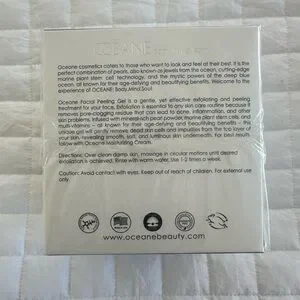 OCEANE
Oceane cosmetics caters to those who want to look and feel of their best. It is the
perfect combination of pearls, also known as jewels from the ocean, cutting-edge
marine plant stem cell technology, and the mystic powers of the deep blue
ocean, all known for their age-defying and beautifying benefits. Welcome to the
experience of OCEANE: Body.Mind.Soul
Oceane Facial Peeling Gel is a gentle, yet effective exfoliating and peeling
treatment for your face. Exfoliation is essential to any skin care routine because it
removes pore-clogging residue that can lead to acne, inflammation, and other
skin problems. Infused with mineral-rich pearl powder, marine plant stem cells, and
multi-vitamins – all known for their age-defying and beautifying benefits – this
unique gel will gently remove dead skin cells and impurities from the top layer of
your skin, revealing smooth, soft, and luminous skin underneath. For best results
follow with Oceane Moisturizing Cream.
Directions: Over clean damp skin, massage in circular motions until desired
exfoliation is achieved. Rinse with warm water. Use 1-2 times a week.
Caution: Avoid contact with eyes. Keep out of reach of children. For external use
only.
www.oceanebeauty.com